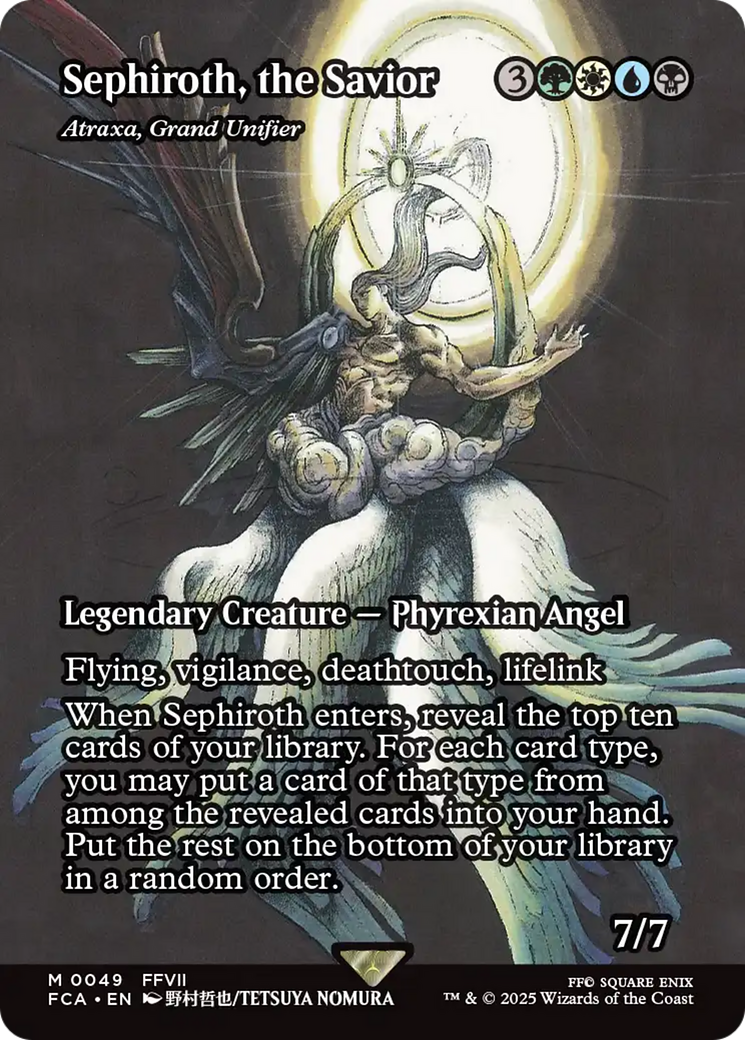 Sephiroth, the Savior 3
Atraxa, Grand Unifier
Legendary Creature — Phyrexian Angel
Flying, vigilance, deathtouch, lifelink
When Sephiroth enters, reveal the top ten
cards of your library. For each card type,
you may put a card of that type from
among the revealed cards into your hand.
Put the rest on the bottom of your library
in a random order.
7/7
M 0049 FFVII
FCA • EN 野村哲也/TETSUYA NOMURA
FF© SQUARE ENIX
™ & © 2025 Wizards of the Coast